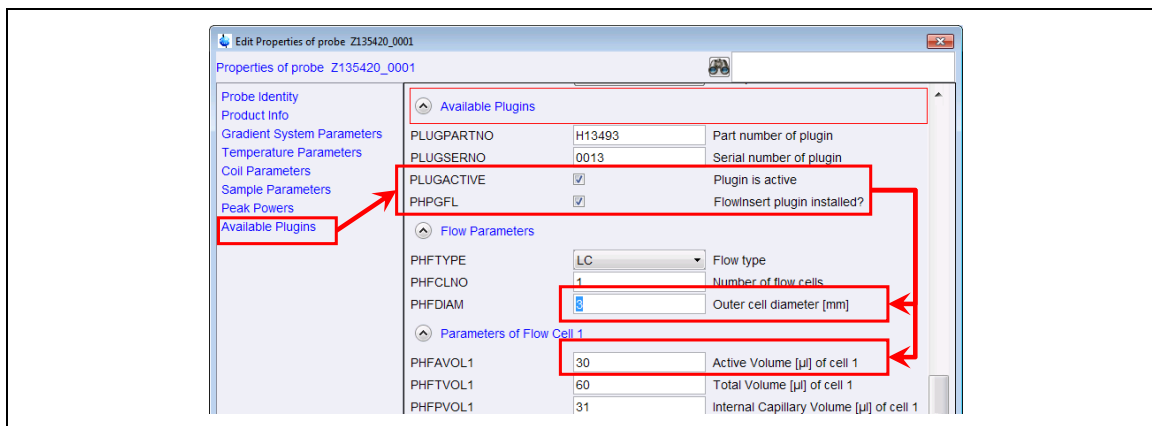 Edit Properties of probe Z135420_0001
Properties of probe Z135420_0001
Probe Identity
Product Info
Gradient System Parameters
Temperature Parameters
Coil Parameters
Sample Parameters
Peak Powers
Available Plugins
Available Plugins
PLUGPARTNO H13493 Part number of plugin
PLUGSERNO 0013 Serial number of plugin
PLUGACTIVE Plugin is active
PHPGFL FlowInsert plugin installed?
Flow Parameters
PHFTYPE LC Flow type
PHFCLNO 1 Number of flow cells
PHFDIAM 3 Outer cell diameter [mm]
Parameters of Flow Cell 1
PHFAVOL1 30 Active Volume [µl] of cell 1
PHFTVOL1 60 Total Volume [µl] of cell 1
PHFPVOL1 31 Internal Capillary Volume [µl] of cell 1